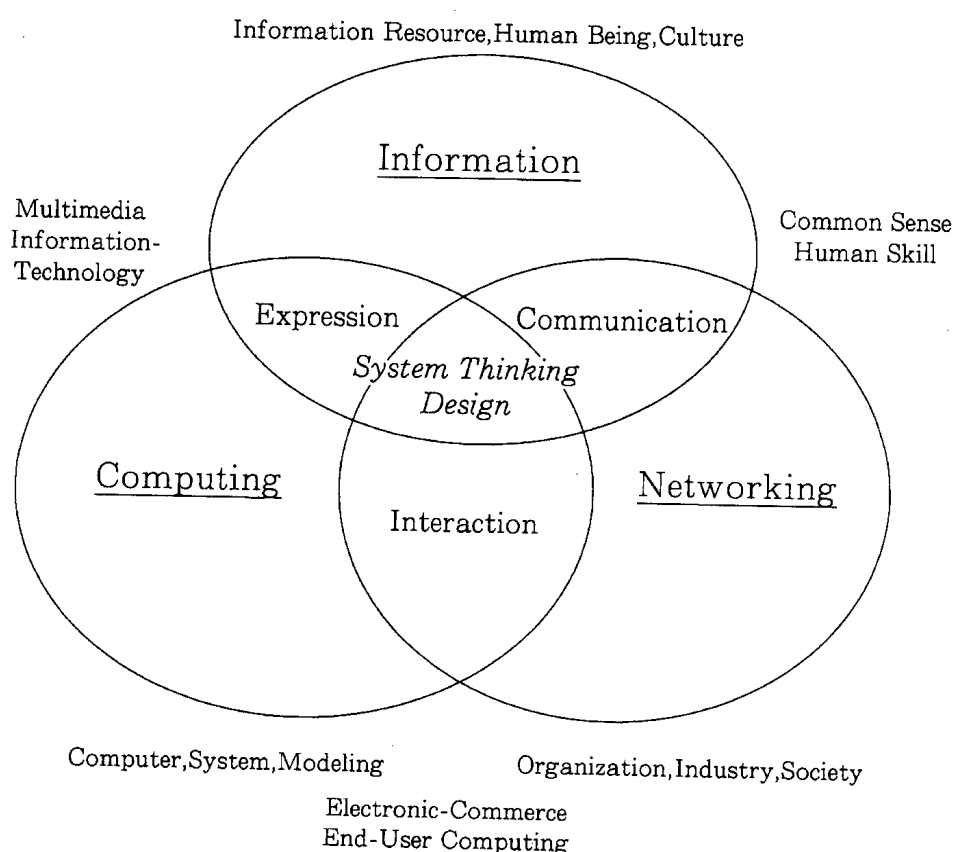 Information Resource,Human Being,Culture
Information
Multimedia
Information-
Technology
Common Sense
Human Skill
Expression
Communication
System Thinking
Design
Computing
Networking
Interaction
Computer,System,Modeling
Organization,Industry,Society
Electronic-Commerce
End-User Computing